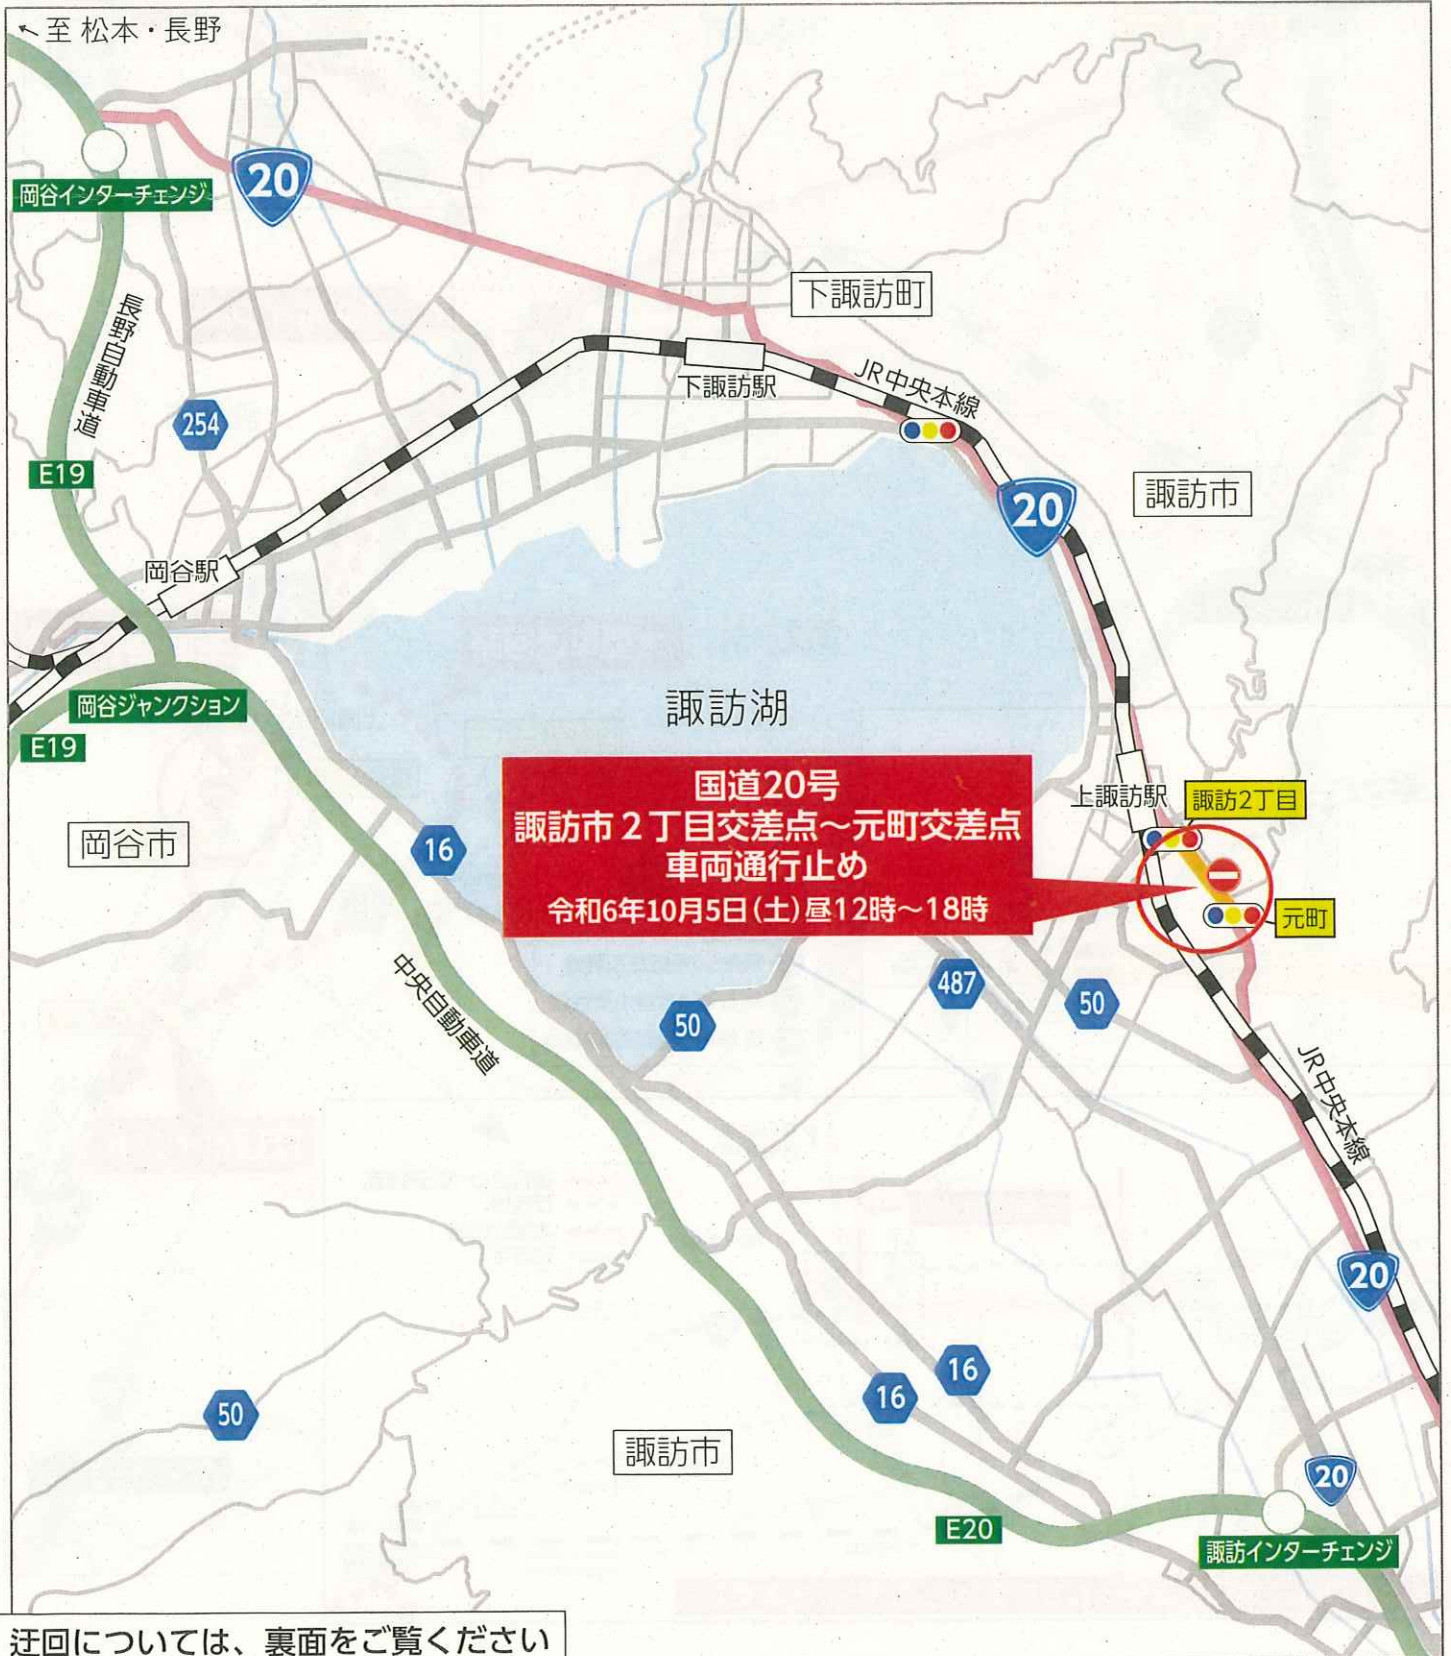 至 松本・長野
20
岡谷インターチェンジ
下諏訪町
長野自動車道
下諏訪駅
JR中央本線
254
E19
20
諏訪市
岡谷駅
岡谷ジャンクション
E19
諏訪湖
国道20号
諏訪市2丁目交差点~元町交差点
車両通行止め
令和6年10月5日(土)昼12時~18時
上諏訪駅
諏訪2丁目
元町
岡谷市
16
中央自動車道
487
50
50
JR中央本線
20
16
16
50
諏訪市
20
E20
諏訪インターチェンジ
迂回については、裏面をご覧ください